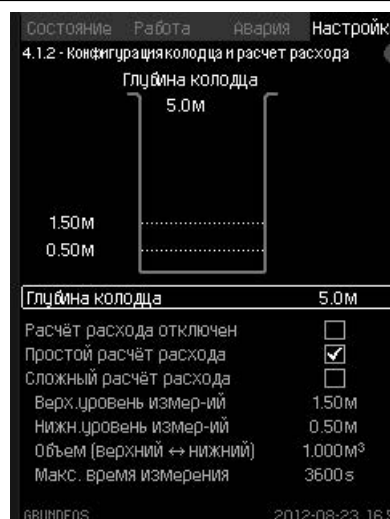 Состояние Работа Авария Настройк
4.1.2 - Конфигурация колодца и расчет расхода
Глубина колодца
5.0м
1.50м
0.50м
Глубина колодца 5.0м
Расчёт расхода отключен
Простой расчёт расхода
Сложный расчёт расхода
Верх.уровень измер-ий 1.50м
Нижн.уровень измер-ий 0.50м
Объем (верхний ↔ нижний) 1.000м³
Макс. время измерения 3600s
GRUNDFOS 2012-08-23 16: